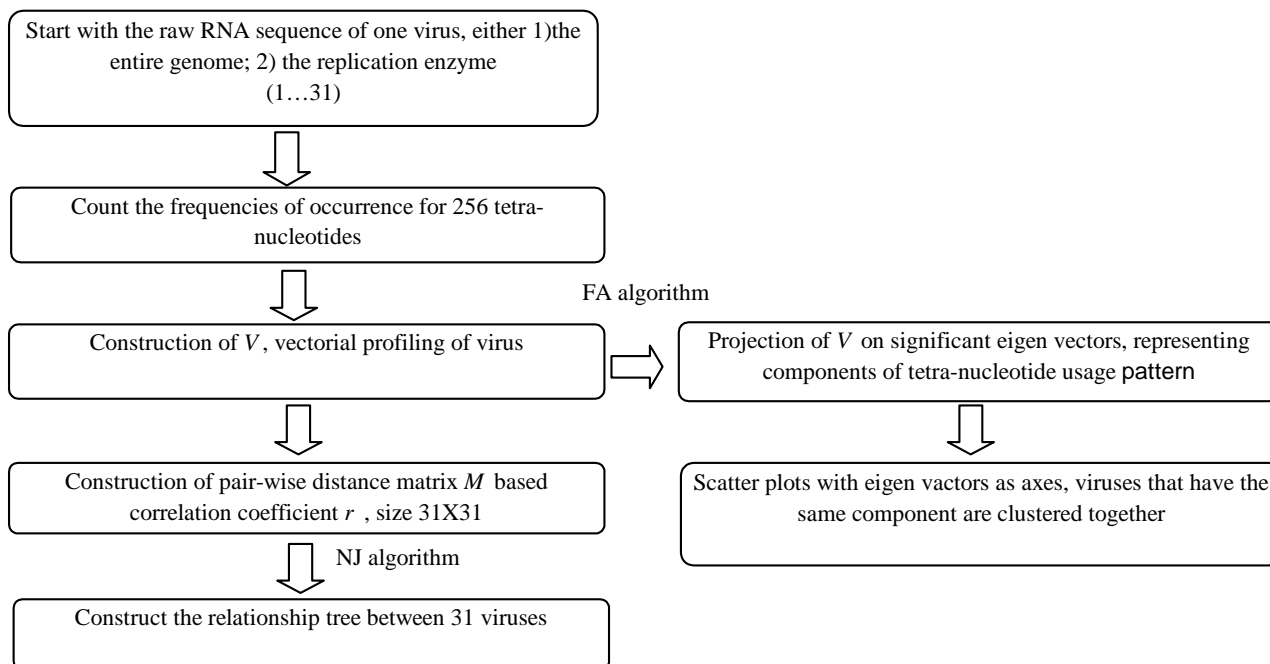 Start with the raw RNA sequence of one virus, either 1)the
entire genome; 2) the replication enzyme
(1…31)
Count the frequencies of occurrence for 256 tetra-
nucleotides
FA algorithm
Construction of V, vectorial profiling of virus
Projection of V on significant eigen vectors, representing
components of tetra-nucleotide usage pattern
Construction of pair-wise distance matrix M based
correlation coefficient r , size 31X31
Scatter plots with eigen vactors as axes, viruses that have the
same component are clustered together
NJ algorithm
Construct the relationship tree between 31 viruses